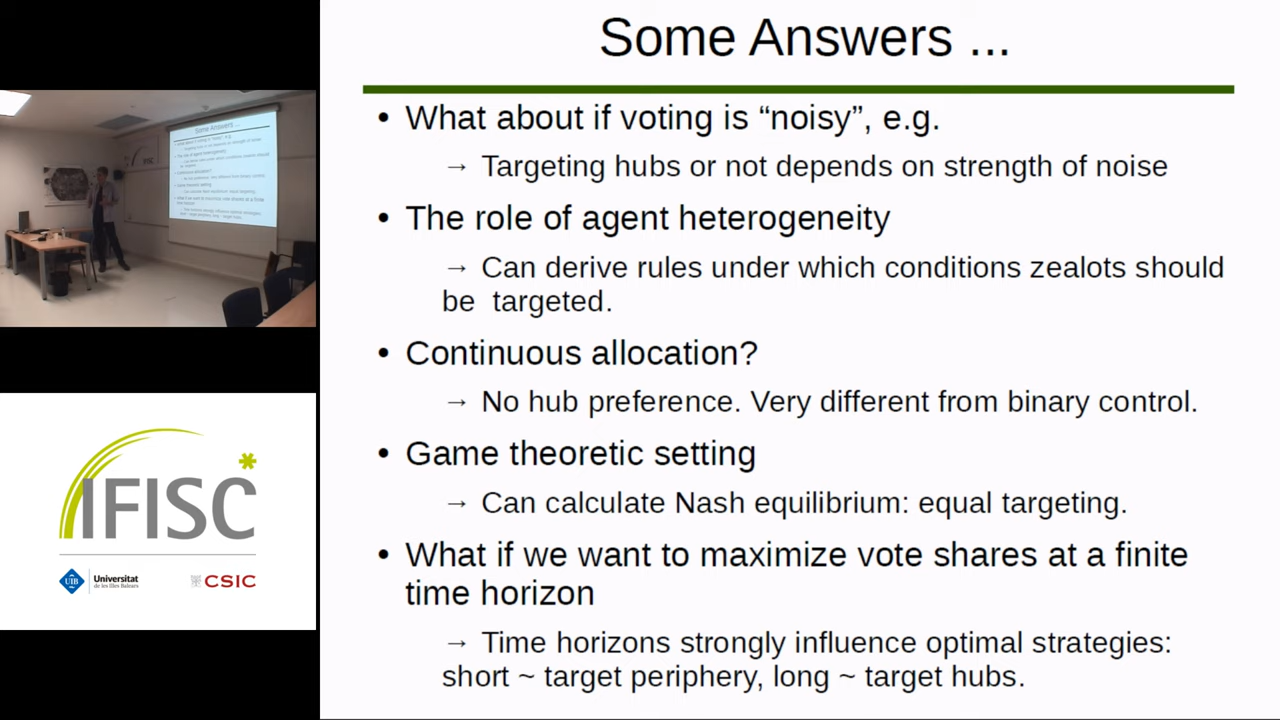 Some Answers ...
• What about if voting is “noisy”, e.g.
→ Targeting hubs or not depends on strength of noise
• The role of agent heterogeneity
→ Can derive rules under which conditions zealots should
be targeted.
• Continuous allocation?
→ No hub preference. Very different from binary control.
• Game theoretic setting
→ Can calculate Nash equilibrium: equal targeting.
• What if we want to maximize vote shares at a finite
time horizon
→ Time horizons strongly influence optimal strategies:
short ~ target periphery, long ~ target hubs.
Some Answers ...
IFISC
UIB
Universitat
de les Illes Balears
CSIC